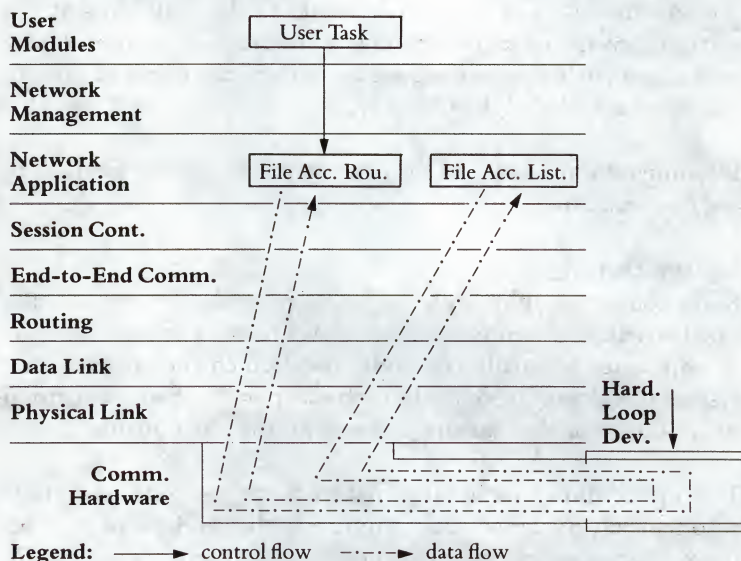 User
Modules
User Task
Network
Management
Network
Application
File Acc. Rou.
File Acc. List.
Session Cont.
End-to-End Comm.
Routing
Data Link
Physical Link
Hard.
Loop
Dev.
Comm.
Hardware
Legend: control flow data flow